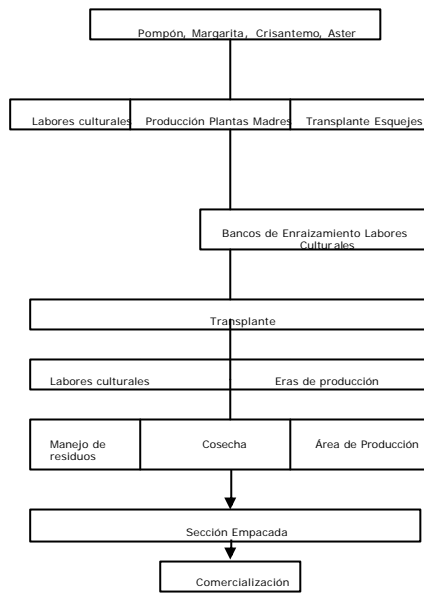 Pompón, Margarita, Crisantemo, Aster
Labores culturales Producción Plantas Madres Transplante Esquejes
Bancos de Enraizamiento Labores
Culturales
Transplante
Labores culturales Eras de producción
Manejo de
residuos
Cosecha
Área de Producción
Sección Empacada
Comercialización